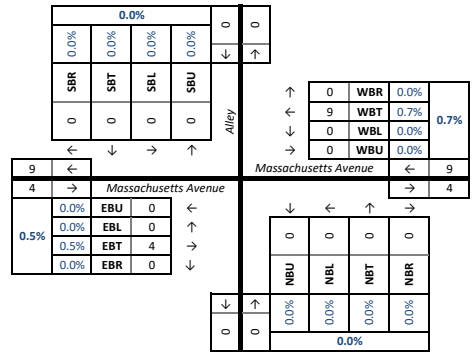 0.0%
0.0% 0.0% 0.0% 0.0%
SBR SBT SBL SBU
0 0 0 0
← ↓ → ↑
0 0
↓ ↑
Alley
↑ 0 WBR 0.0%
← 9 WBT 0.7%
↓ 0 WBL 0.0%
→ 0 WBU 0.0%
0.7%
9 ←
Massachusetts Avenue
← 9
4 →
Massachusetts Avenue
→ 4
0.5%
0.0% EBU 0 ←
0.0% EBL 0 ↑
0.5% EBT 4 →
0.0% EBR 0 ↓
↓ ← ↑ →
0 0 0 0
NBU NBL NBT NBR
0.0% 0.0% 0.0% 0.0%
0.0%
↓ ↑
0 0